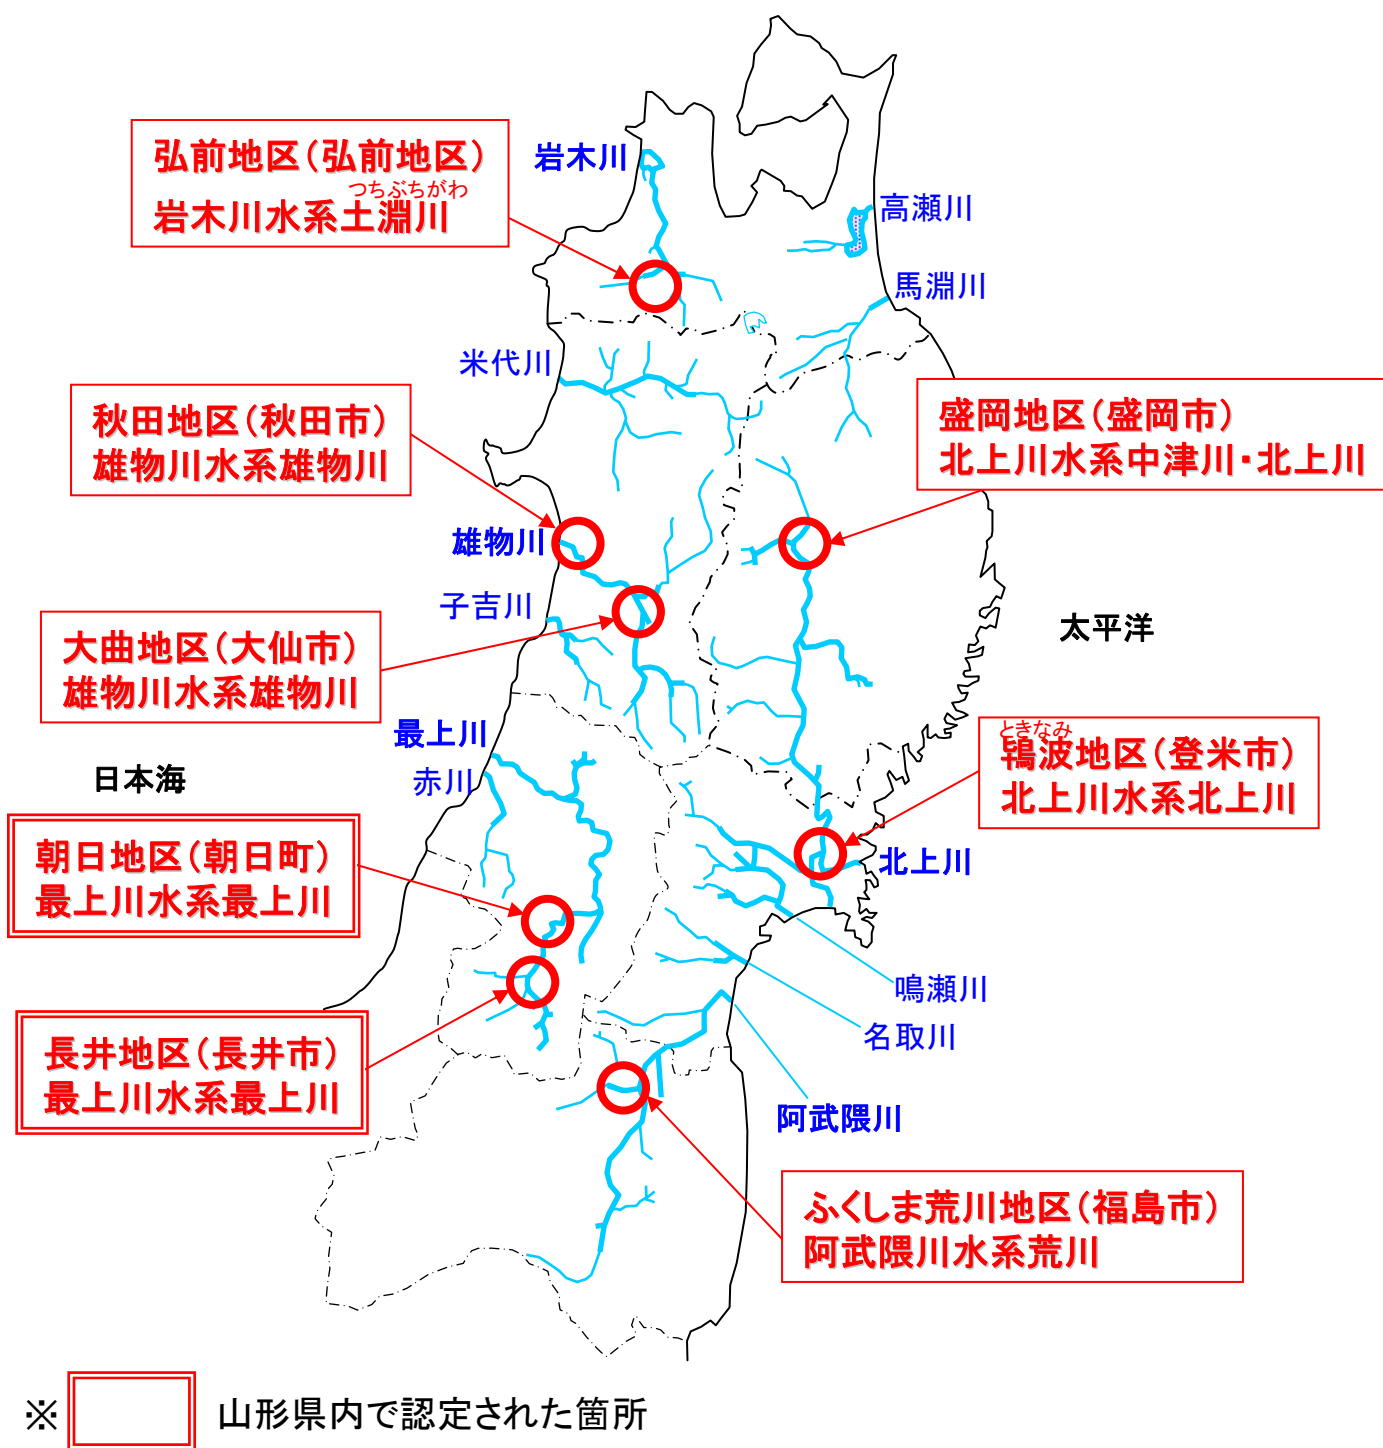 弘前地区(弘前地区)
つちぶちがわ
岩木川水系土淵川
岩木川
高瀬川
馬淵川
米代川
秋田地区(秋田市)
雄物川水系雄物川
盛岡地区(盛岡市)
北上川水系中津川・北上川
雄物川
子吉川
大曲地区(大仙市)
雄物川水系雄物川
太平洋
最上川
赤川
日本海
ときなみ
鴇波地区(登米市)
北上川水系北上川
朝日地区(朝日町)
最上川水系最上川
北上川
鳴瀬川
名取川
長井地区(長井市)
最上川水系最上川
阿武隈川
ふくしま荒川地区(福島市)
阿武隈川水系荒川
※ 山形県内で認定された箇所